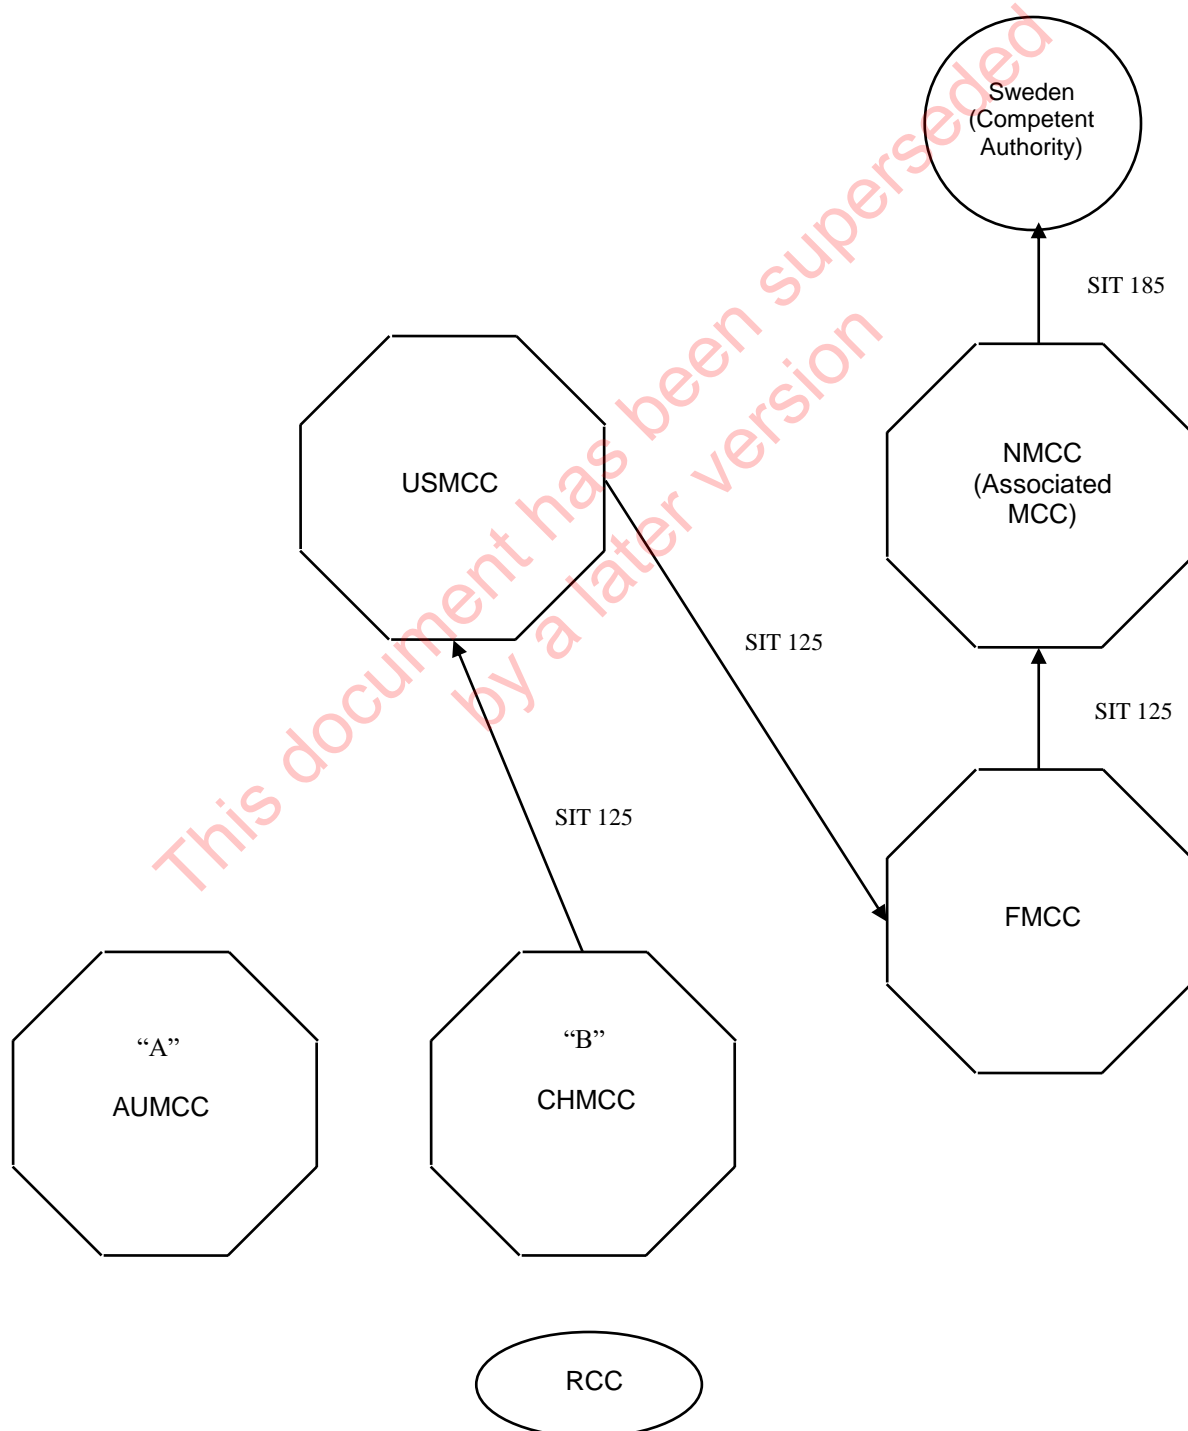 Sweden
(Competent
Authority)
SIT 185
USMCC
NMCC
(Associated
MCC)
SIT 125
SIT 125
SIT 125
FMCC
“A”
AUMCC
“B”
CHMCC
RCC
This document has been superseded
by a later version